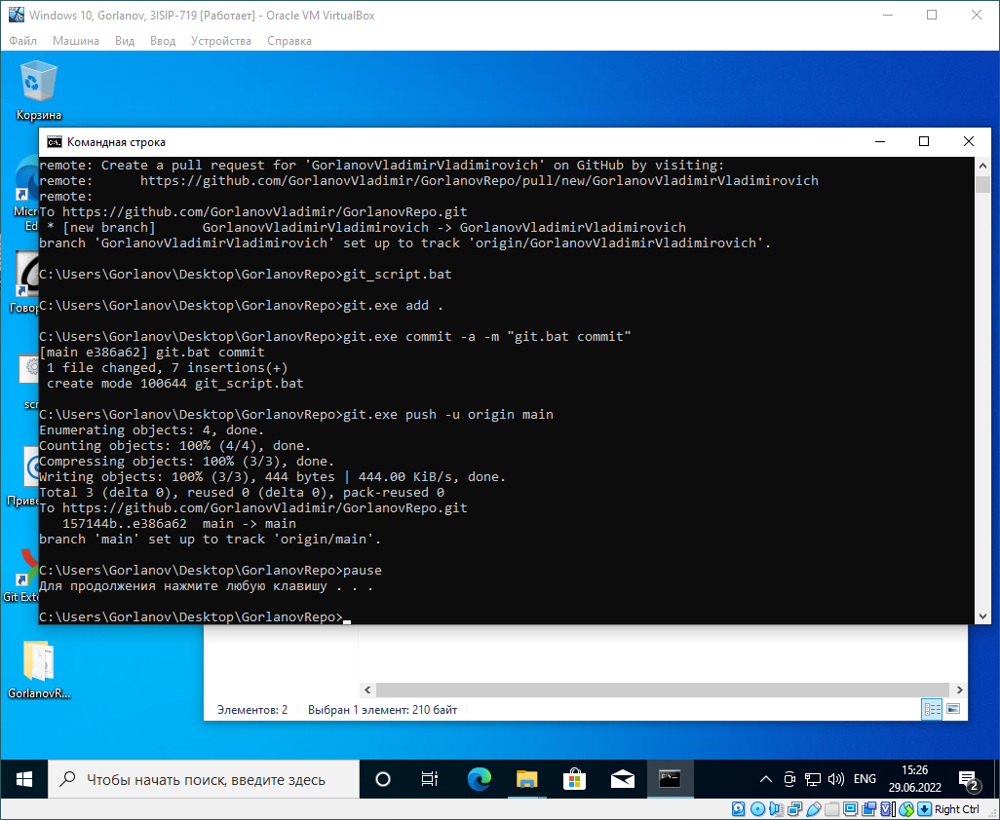 Windows 10, Gorlanov, 3ISIP-719 [Работает] - Oracle VM VirtualBox
Файл Машина Вид Ввод Устройства Справка
Корзина
Командная строка
remote: Create a pull request for 'GorlanovVladimirVladimirovich' on GitHub by visiting:
remote:      https://github.com/GorlanovVladimir/GorlanovRepo/pull/new/GorlanovVladimirVladimirovich
remote:
To https://github.com/GorlanovVladimir/GorlanovRepo.git
 * [new branch]      GorlanovVladimirVladimirovich -> GorlanovVladimirVladimirovich
branch 'GorlanovVladimirVladimirovich' set up to track 'origin/GorlanovVladimirVladimirovich'.
C:\Users\Gorlanov\Desktop\GorlanovRepo>git_script.bat
C:\Users\Gorlanov\Desktop\GorlanovRepo>git.exe add .
C:\Users\Gorlanov\Desktop\GorlanovRepo>git.exe commit -a -m "git.bat commit"
[main e386a62] git.bat commit
 1 file changed, 7 insertions(+)
 create mode 100644 git_script.bat
C:\Users\Gorlanov\Desktop\GorlanovRepo>git.exe push -u origin main
Enumerating objects: 4, done.
Counting objects: 100% (4/4), done.
Compressing objects: 100% (3/3), done.
Writing objects: 100% (3/3), 444 bytes | 444.00 KiB/s, done.
Total 3 (delta 0), reused 0 (delta 0), pack-reused 0
To https://github.com/GorlanovVladimir/GorlanovRepo.git
   157144b..e386a62  main -> main
branch 'main' set up to track 'origin/main'.
C:\Users\Gorlanov\Desktop\GorlanovRepo>pause
Для продолжения нажмите любую клавишу . . .
C:\Users\Gorlanov\Desktop\GorlanovRepo>
Micr
Ed
Говор
scr
Приве
Git Exte
GorlanovR...
Элементов: 2 Выбран 1 элемент: 210 байт
Чтобы начать поиск, введите здесь
ENG
15:26
29.06.2022
2
Right Ctrl